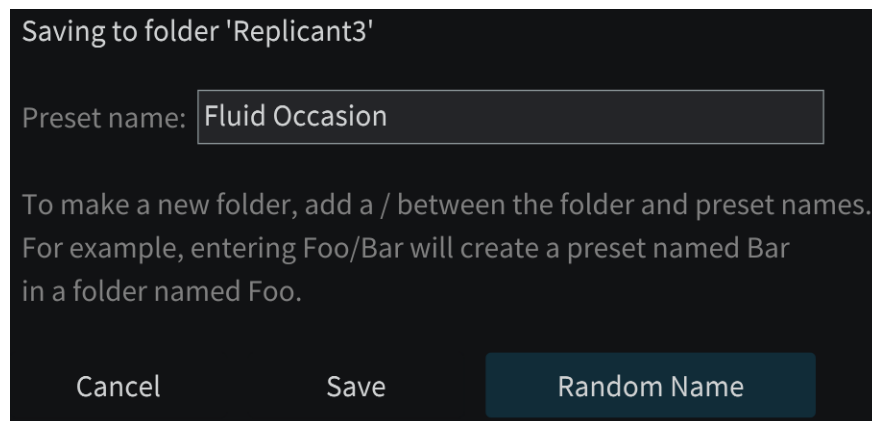 Saving to folder 'Replicant3'
Preset name: Fluid Occasion
To make a new folder, add a / between the folder and preset names.
For example, entering Foo/Bar will create a preset named Bar
in a folder named Foo.
Cancel Save Random Name